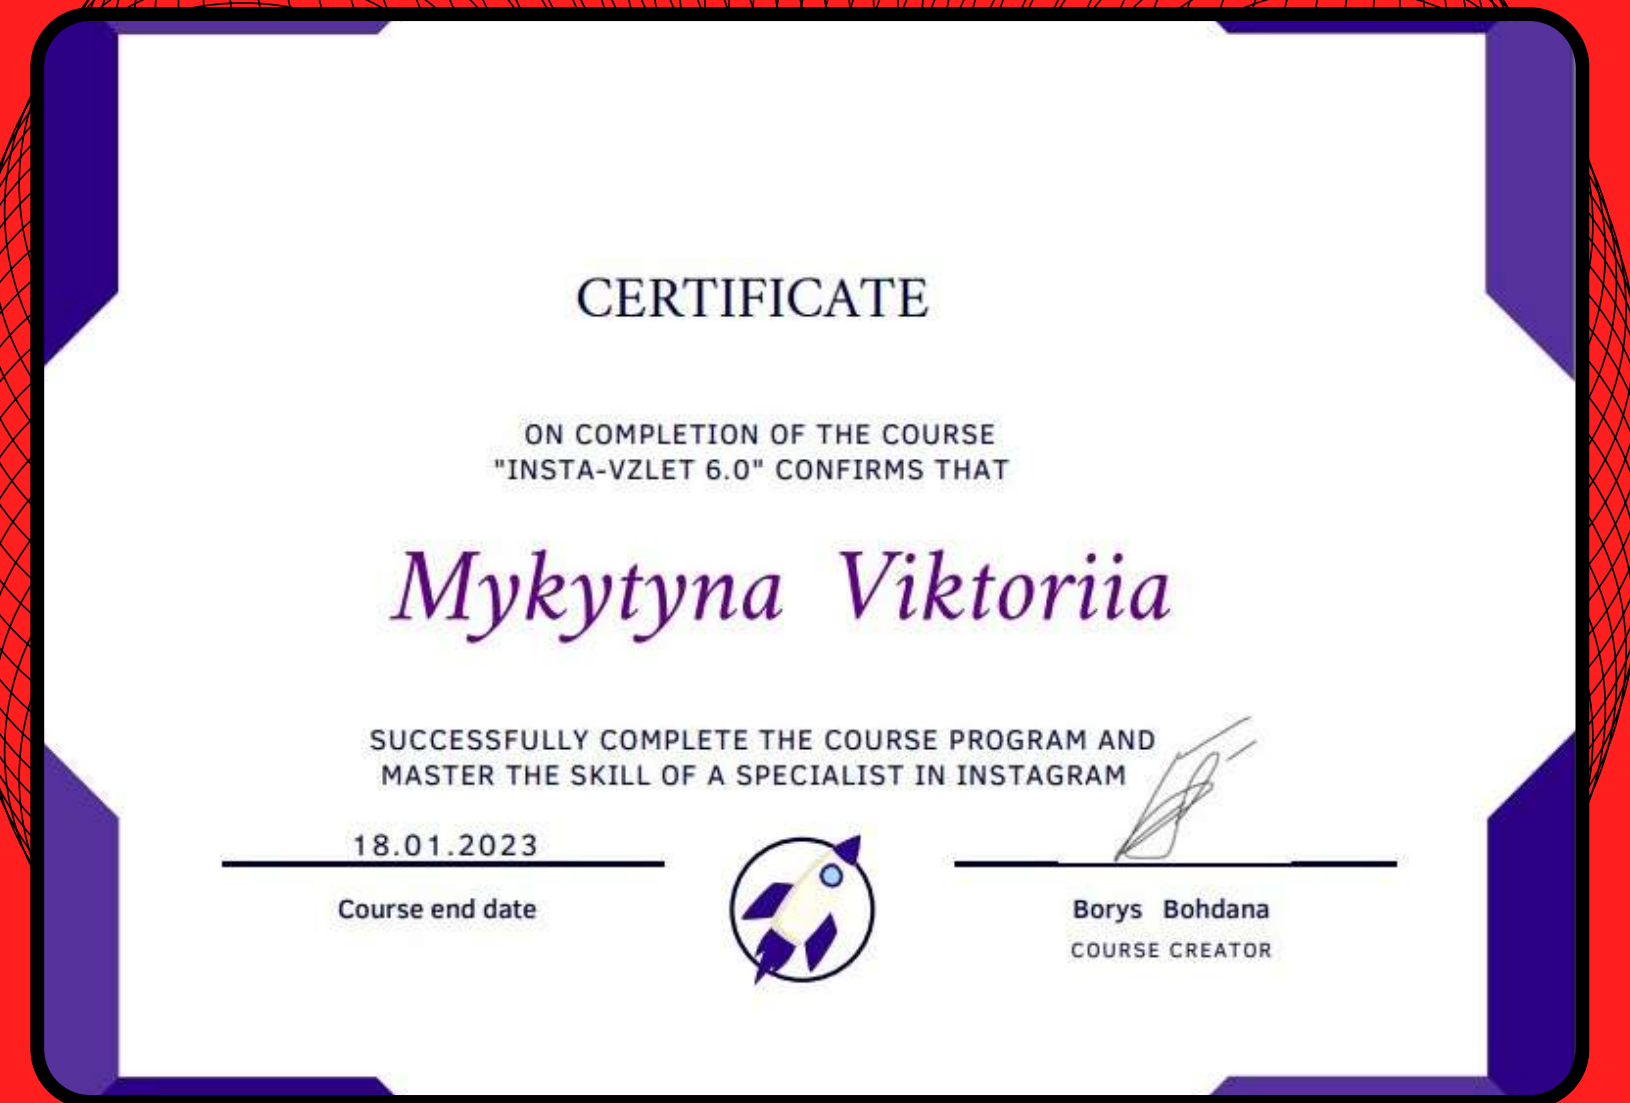 CERTIFICATE
ON COMPLETION OF THE COURSE
"INSTA-VZLET 6.0" CONFIRMS THAT
Mykytyna Viktoriia
SUCCESSFULLY COMPLETE THE COURSE PROGRAM AND
MASTER THE SKILL OF A SPECIALIST IN INSTAGRAM
18.01.2023
Course end date
Borys Bohdana
COURSE CREATOR